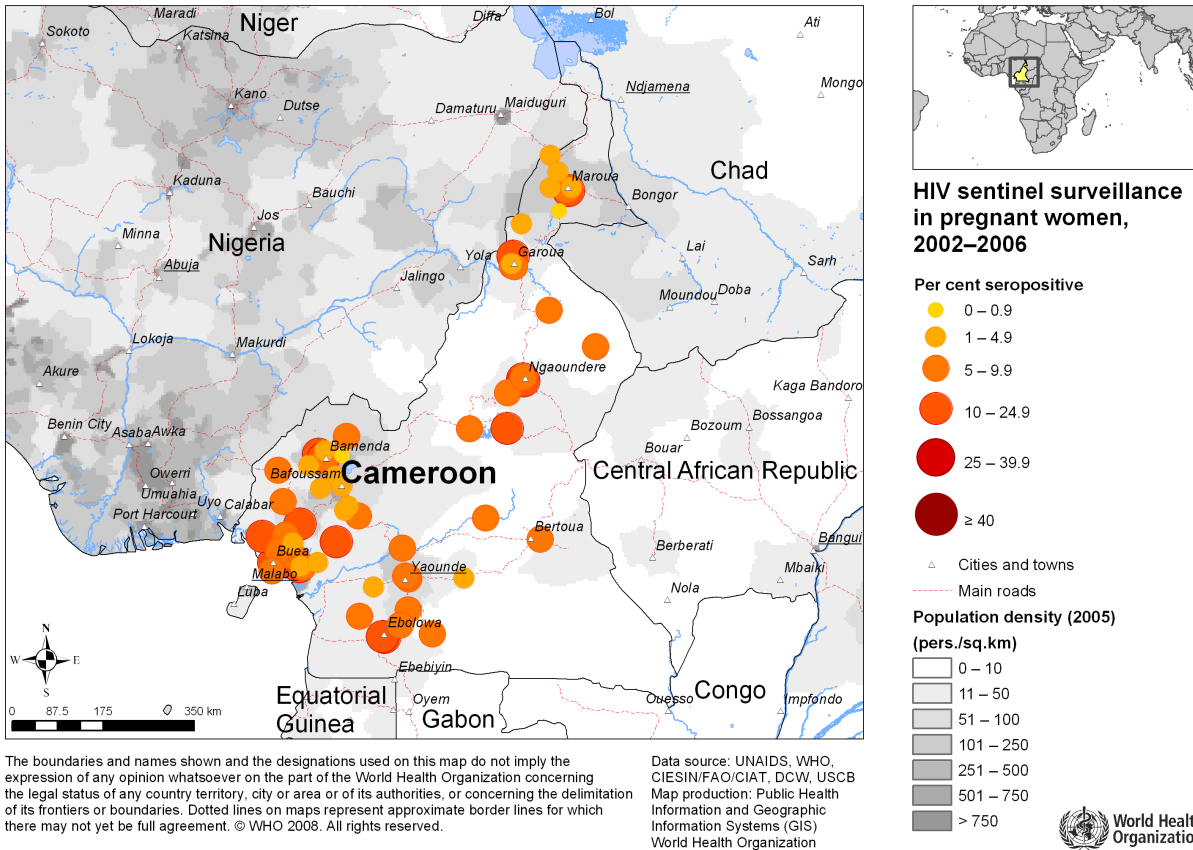 Niger
Maradi
Diffa
Bol
Ati
Sokoto
Katsina
Kano
Dutse
Ndjamena
Mongo
Damaturu
Maiduguri
Chad
Maroua
Kaduna
Bauchi
Bongor
Jos
Minna
Nigeria
Abuja
Yola
Garoua
Lai
Sarh
Jalingo
Moundou
Doba
Lokoja
Makurdi
Akure
Ngaoundere
Kaga Bandoro
Benin City
Asaba
Awka
Bamenda
Bozoum
Bossangoa
Bouar
Owerri
Bafoussam
Cameroon
Central African Republic
Umuahia
Uyo
Calabar
Port Harcourt
Bertoua
Bangui
Buea
Berberati
Malabo
Yaounde
Mbaiki
Luba
Nola
Ebolowa
Ebebiyin
Equatorial
Guinea
Oyem
Gabon
Ouesso
Congo
Impfondo
N
W
E
S
0 87.5 175 350 km
HIV sentinel surveillance
in pregnant women,
2002–2006
Per cent seropositive
0 – 0.9
1 – 4.9
5 – 9.9
10 – 24.9
25 – 39.9
≥ 40
Cities and towns
Main roads
Population density (2005)
(pers./sq.km)
0 – 10
11 – 50
51 – 100
101 – 250
251 – 500
501 – 750
> 750
The boundaries and names shown and the designations used on this map do not imply the
expression of any opinion whatsoever on the part of the World Health Organization concerning
the legal status of any country territory, city or area or of its authorities, or concerning the delimitation
of its frontiers or boundaries. Dotted lines on maps represent approximate border lines for which
there may not yet be full agreement. © WHO 2008. All rights reserved.
Data source: UNAIDS, WHO,
CIESIN/FAO/CIAT, DCW, USCB
Map production: Public Health
Information and Geographic
Information Systems (GIS)
World Health Organization
World Heal
Organizatio